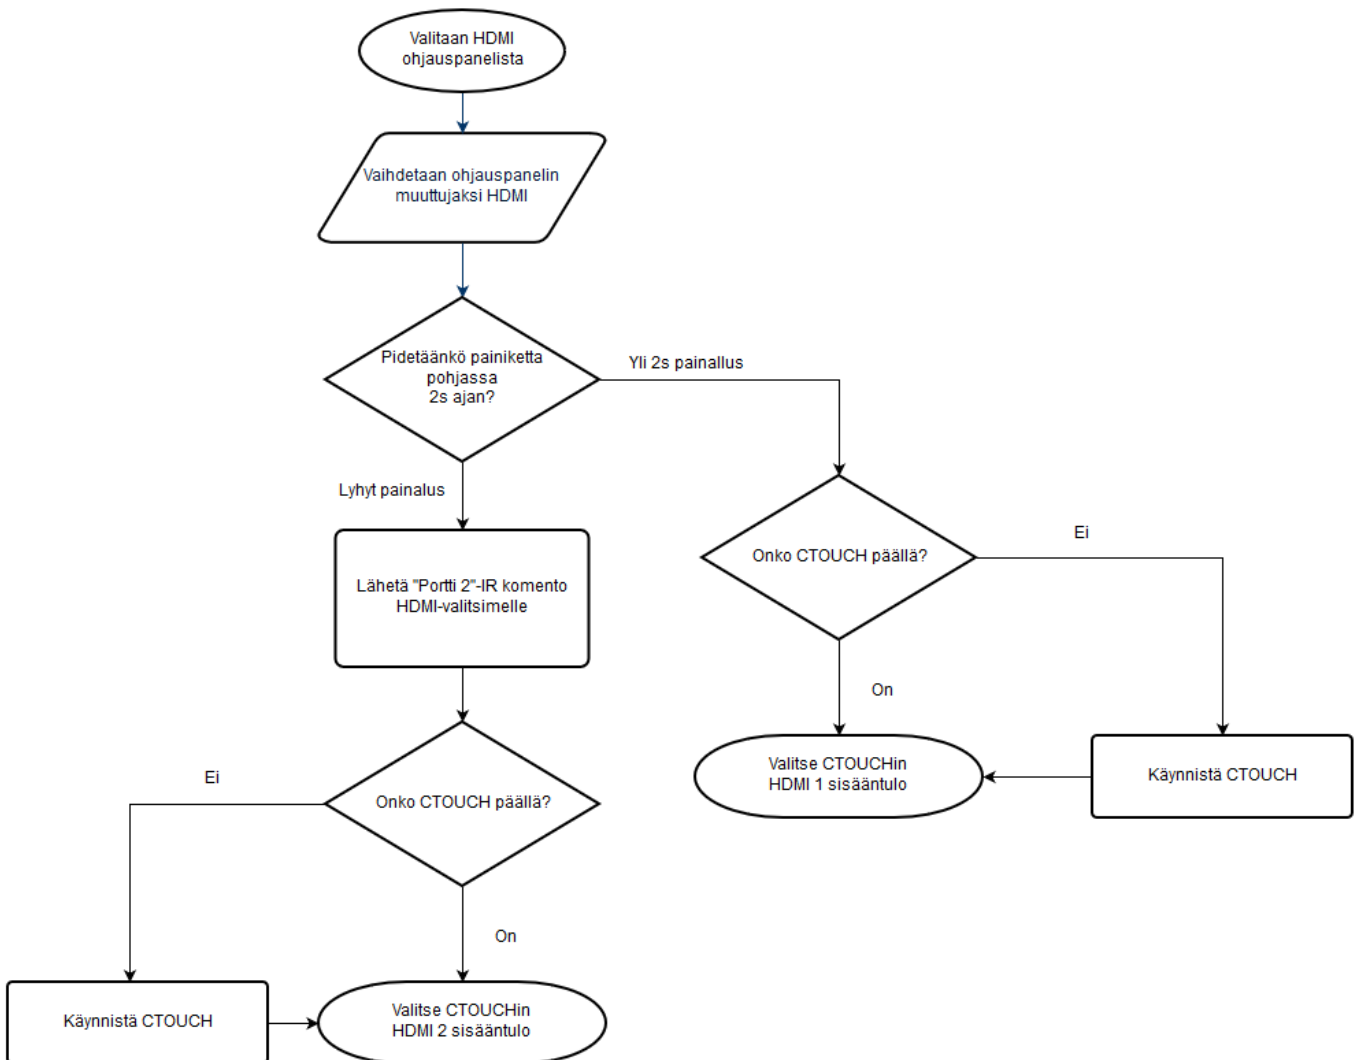 Valitaan HDMI
ohjauspanelista
Vaihdetaan ohjauspanelin
muuttujaksi HDMI
Pidetäänkö painiketta
pohjassa
2s ajan?
Yli 2s painallus
Lyhyt painalus
Lähetä "Portti 2"-IR komento
HDMI-valitsimelle
Onko CTOUCH päällä?
Ei
On
Valitse CTOUCHin
HDMI 1 sisääntulo
Käynnistä CTOUCH
Onko CTOUCH päällä?
Ei
On
Käynnistä CTOUCH
Valitse CTOUCHin
HDMI 2 sisääntulo